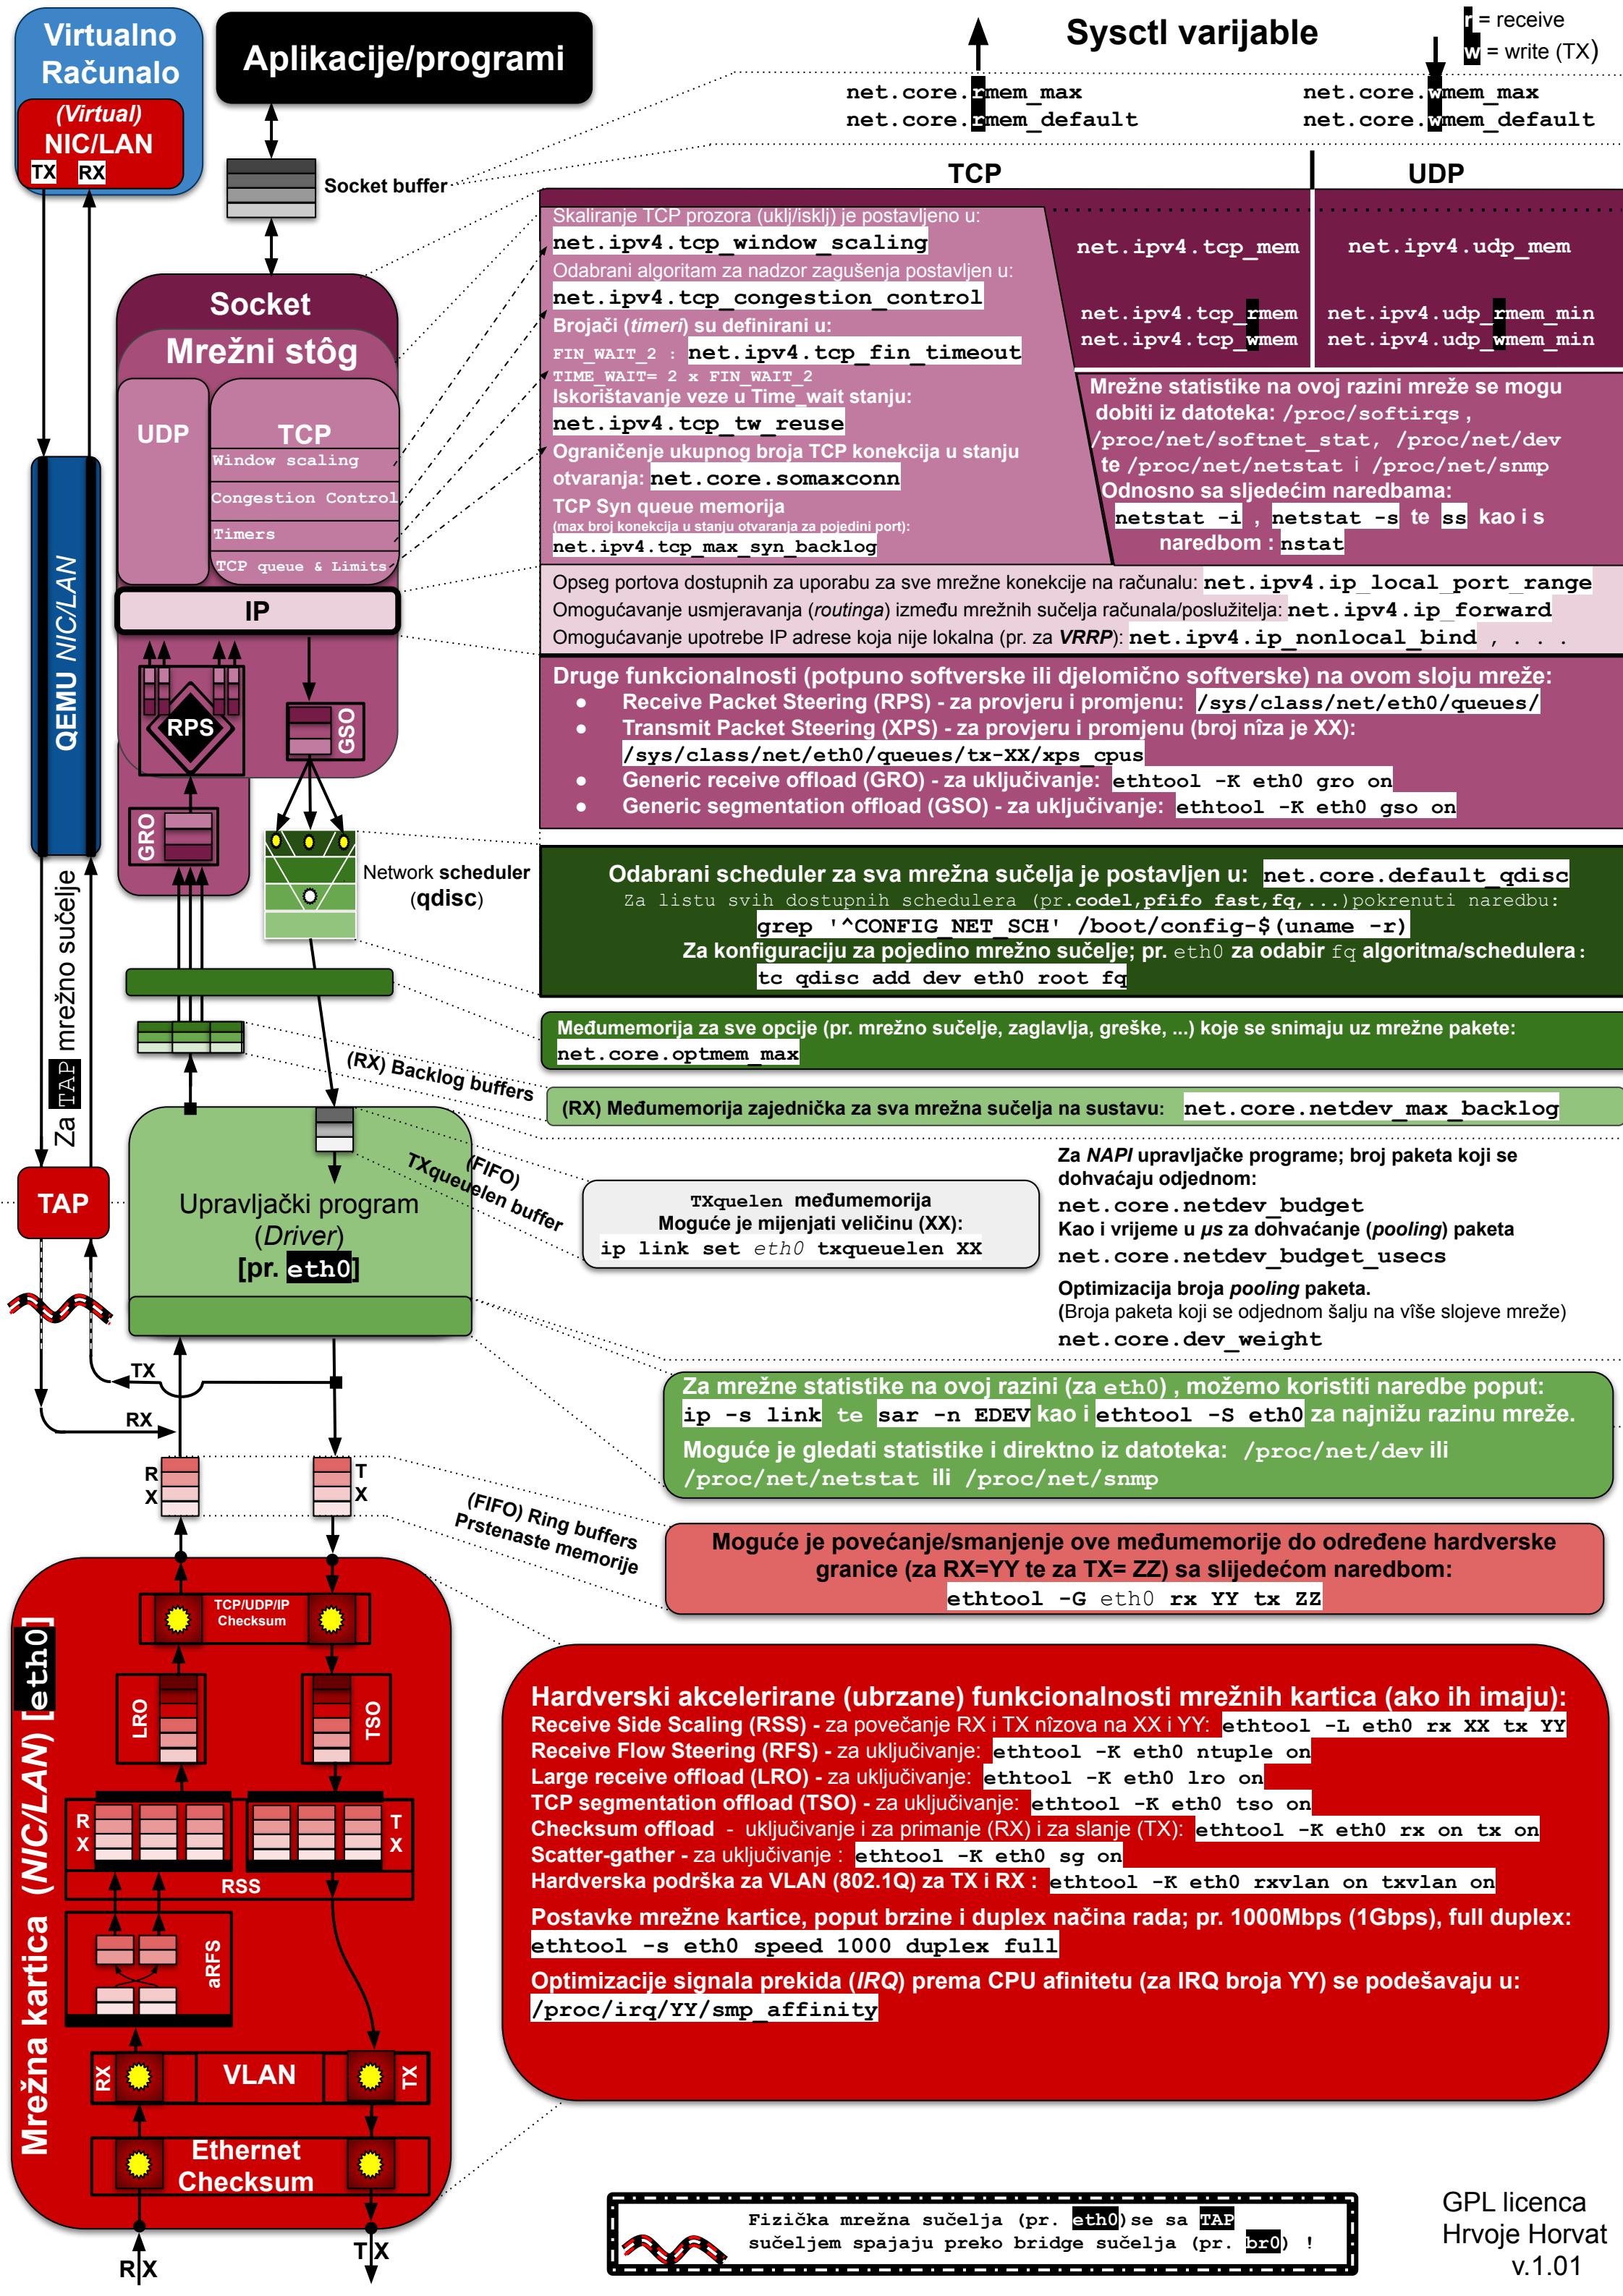 Virtualno
Računalo
(Virtual)
NIC/LAN
TX RX
Aplikacije/programi
Socket buffer
Sysctl varijable
r = receive
w = write (TX)
net.core.rmem_max
net.core.rmem_default
net.core.wmem_max
net.core.wmem_default
TCP
UDP
Socket
Mrežni stôg
UDP
TCP
Window scaling
Congestion Control
Timers
TCP queue & Limits
IP
RPS
GSO
GRO
Skaliranje TCP prozora (uklj/isklj) je postavljeno u:
net.ipv4.tcp_window_scaling
Odabrani algoritam za nadzor zagušenja postavljen u:
net.ipv4.tcp_congestion_control
Brojači (timeri) su definirani u:
FIN_WAIT_2 : net.ipv4.tcp_fin_timeout
TIME_WAIT= 2 x FIN_WAIT_2
Iskorištavanje veze u Time_wait stanju:
net.ipv4.tcp_tw_reuse
Ograničenje ukupnog broja TCP konekcija u stanju
otvaranja: net.core.somaxconn
TCP Syn queue memorija
(max broj konekcija u stanju otvaranja za pojedini port):
net.ipv4.tcp_max_syn_backlog
net.ipv4.tcp_mem
net.ipv4.tcp_rmem
net.ipv4.tcp_wmem
net.ipv4.udp_mem
net.ipv4.udp_rmem_min
net.ipv4.udp_wmem_min
Mrežne statistike na ovoj razini mreže se mogu
dobiti iz datoteka: /proc/softirqs ,
/proc/net/softnet_stat, /proc/net/dev
te /proc/net/netstat i /proc/net/snmp
Odnosno sa sljedećim naredbama:
netstat -i , netstat -s te ss kao i s
naredbom : nstat
Opseg portova dostupnih za uporabu za sve mrežne konekcije na računalu: net.ipv4.ip_local_port_range
Omogućavanje usmjeravanja (routinga) između mrežnih sučelja računala/poslužitelja: net.ipv4.ip_forward
Omogućavanje upotrebe IP adrese koja nije lokalna (pr. za VRRP): net.ipv4.ip_nonlocal_bind , . . .
Druge funkcionalnosti (potpuno softverske ili djelomično softverske) na ovom sloju mreže:
● Receive Packet Steering (RPS) - za provjeru i promjenu: /sys/class/net/eth0/queues/
● Transmit Packet Steering (XPS) - za provjeru i promjenu (broj nîza je XX):
/sys/class/net/eth0/queues/tx-XX/xps_cpus
● Generic receive offload (GRO) - za uključivanje: ethtool -K eth0 gro on
● Generic segmentation offload (GSO) - za uključivanje: ethtool -K eth0 gso on
QEMU NIC/LAN
Za TAP mrežno sučelje
Network scheduler
(qdisc)
Odabrani scheduler za sva mrežna sučelja je postavljen u: net.core.default_qdisc
Za listu svih dostupnih schedulera (pr.codel,pfifo fast,fq,...)pokrenuti naredbu:
grep '^CONFIG_NET_SCH' /boot/config-$(uname -r)
Za konfiguraciju za pojedino mrežno sučelje; pr. eth0 za odabir fq algoritma/schedulera:
tc qdisc add dev eth0 root fq
Međumemorija za sve opcije (pr. mrežno sučelje, zaglavlja, greške, ...) koje se snimaju uz mrežne pakete:
net.core.optmem_max
(RX) Backlog buffers
(RX) Međumemorija zajednička za sva mrežna sučelja na sustavu: net.core.netdev_max_backlog
TAP
Upravljački program
(Driver)
[pr. eth0]
(FIFO)
TXqueuelen buffer
TXquelen međumemorija
Moguće je mijenjati veličinu (XX):
ip link set eth0 txqueuelen XX
Za NAPI upravljačke programe; broj paketa koji se
dohvaćaju odjednom:
net.core.netdev_budget
Kao i vrijeme u µs za dohvaćanje (pooling) paketa
net.core.netdev_budget_usecs
Optimizacija broja pooling paketa.
(Broja paketa koji se odjednom šalju na vîše slojeve mreže)
net.core.dev_weight
TX
RX
Za mrežne statistike na ovoj razini (za eth0) , možemo koristiti naredbe poput:
ip -s link te sar -n EDEV kao i ethtool -S eth0 za najnižu razinu mreže.
Moguće je gledati statistike i direktno iz datoteka: /proc/net/dev ili
/proc/net/netstat ili /proc/net/snmp
RX
TX
(FIFO) Ring buffers
Prstenaste memorije
Moguće je povećanje/smanjenje ove međumemorije do određene hardverske
granice (za RX=YY te za TX= ZZ) sa slijedećom naredbom:
ethtool -G eth0 rx YY tx ZZ
Mrežna kartica (NIC/LAN) [eth0]
TCP/UDP/IP
Checksum
LRO
TSO
RX
TX
RSS
aRFS
RX
VLAN
TX
Ethernet
Checksum
RX
TX
Hardverski akcelerirane (ubrzane) funkcionalnosti mrežnih kartica (ako ih imaju):
Receive Side Scaling (RSS) - za povečanje RX i TX nîzova na XX i YY: ethtool -L eth0 rx XX tx YY
Receive Flow Steering (RFS) - za uključivanje: ethtool -K eth0 ntuple on
Large receive offload (LRO) - za uključivanje: ethtool -K eth0 lro on
TCP segmentation offload (TSO) - za uključivanje: ethtool -K eth0 tso on
Checksum offload - uključivanje i za primanje (RX) i za slanje (TX): ethtool -K eth0 rx on tx on
Scatter-gather - za uključivanje : ethtool -K eth0 sg on
Hardverska podrška za VLAN (802.1Q) za TX i RX : ethtool -K eth0 rxvlan on txvlan on
Postavke mrežne kartice, poput brzine i duplex načina rada; pr. 1000Mbps (1Gbps), full duplex:
ethtool -s eth0 speed 1000 duplex full
Optimizacije signala prekida (IRQ) prema CPU afinitetu (za IRQ broja YY) se podešavaju u:
/proc/irq/YY/smp_affinity
Fizička mrežna sučelja (pr. eth0)se sa TAP
sučeljem spajaju preko bridge sučelja (pr. br0) !
GPL licenca
Hrvoje Horvat
v.1.01